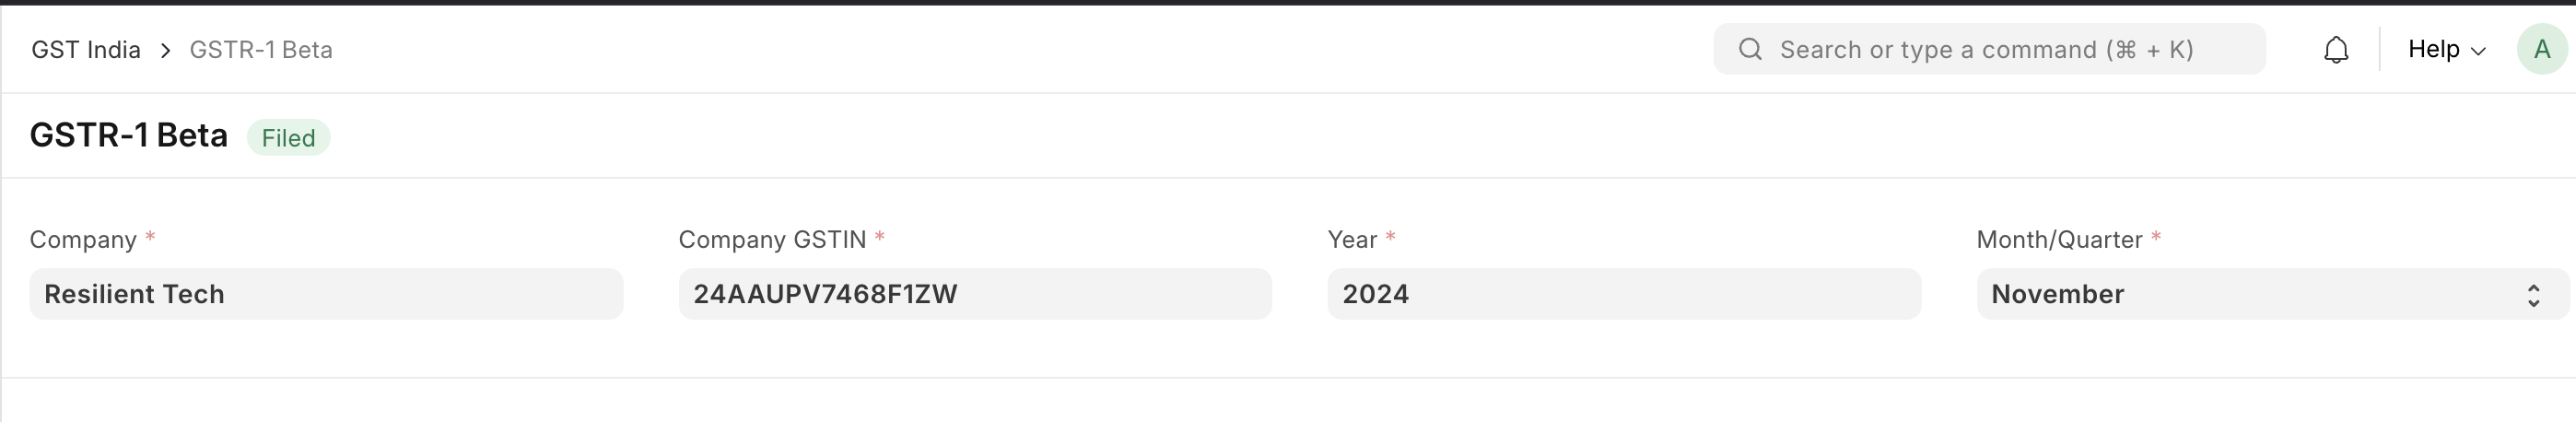 GST India > GSTR-1 Beta
Search or type a command (⌘ + K)
Help
A
GSTR-1 Beta
Filed
Company *
Company GSTIN *
Year *
Month/Quarter *
Resilient Tech
24AAUPV7468F1ZW
2024
November